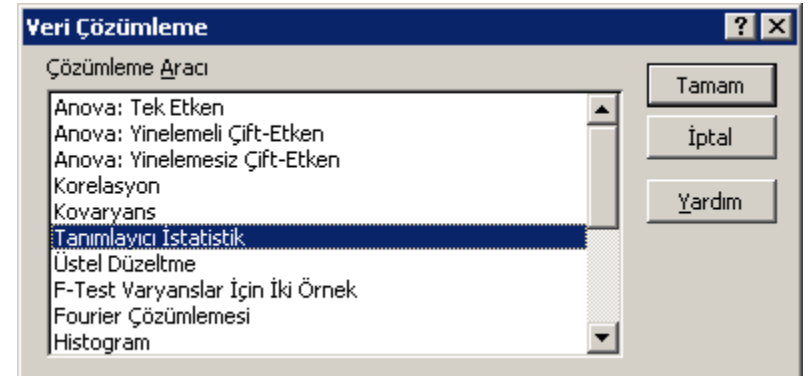 Veri Çözümleme
Çözümleme Aracı
Anova: Tek Etken
Anova: Yinelemeli Çift-Etken
Anova: Yinelemesiz Çift-Etken
Korelasyon
Kovaryans
Tanımlayıcı İstatistik
Üstel Düzeltme
F-Test Varyanslar İçin İki Örnek
Fourier Çözümlemesi
Histogram
Tamam
İptal
Yardım